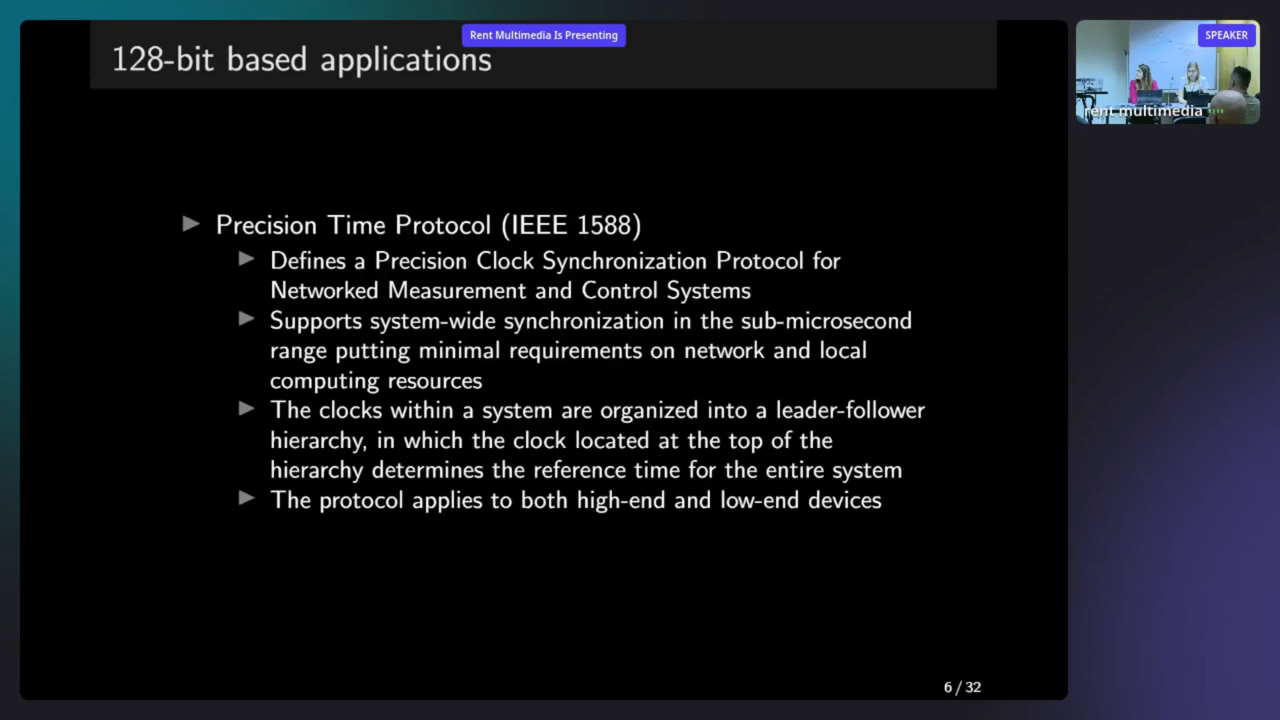 Rent Multimedia Is Presenting
128-bit based applications
SPEAKER
rent multimedia
Precision Time Protocol (IEEE 1588)
Defines a Precision Clock Synchronization Protocol for
Networked Measurement and Control Systems
Supports system-wide synchronization in the sub-microsecond
range putting minimal requirements on network and local
computing resources
The clocks within a system are organized into a leader-follower
hierarchy, in which the clock located at the top of the
hierarchy determines the reference time for the entire system
The protocol applies to both high-end and low-end devices
6 / 32